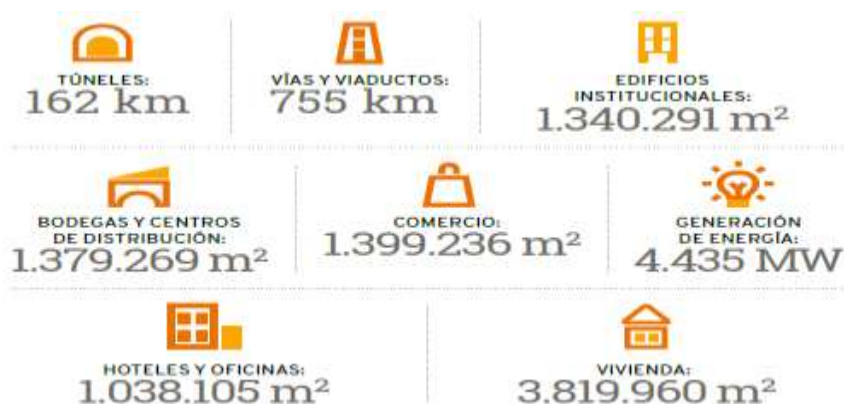 TÚNELES:
162 km
VÍAS Y VIADUCTOS:
755 km
EDIFICIOS
INSTITUCIONALES:
1.340.291 m²
BODEGAS Y CENTROS
DE DISTRIBUCIÓN:
1.379.269 m²
COMERCIO:
1.399.236 m²
GENERACIÓN
DE ENERGÍA:
4.435 MW
HOTELES Y OFICINAS:
1.038.105 m²
VIVIENDA:
3.819.960 m²